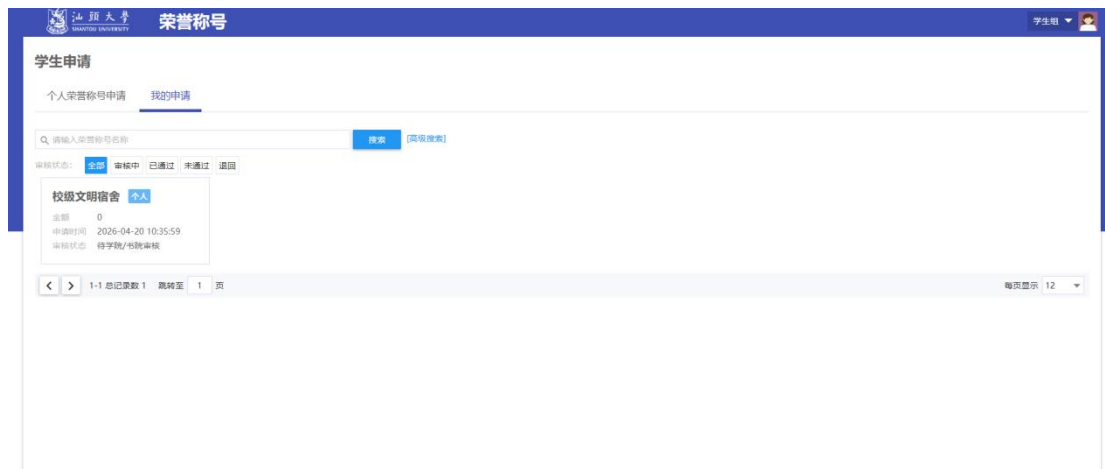 汕頭大學 荣誉称号 学生组
SHANTOU UNIVERSITY
学生申请
个人荣誉称号申请 我的申请
请输入荣誉称号名称 搜索 [高级搜索]
审核状态: 全部 审核中 已通过 未通过 退回
校级文明宿舍 个人
金额 0
申请时间 2026-04-20 10:35:59
审核状态 待学院/书院审核
1-1 总记录数 1 跳转至 1 页 每页显示 12